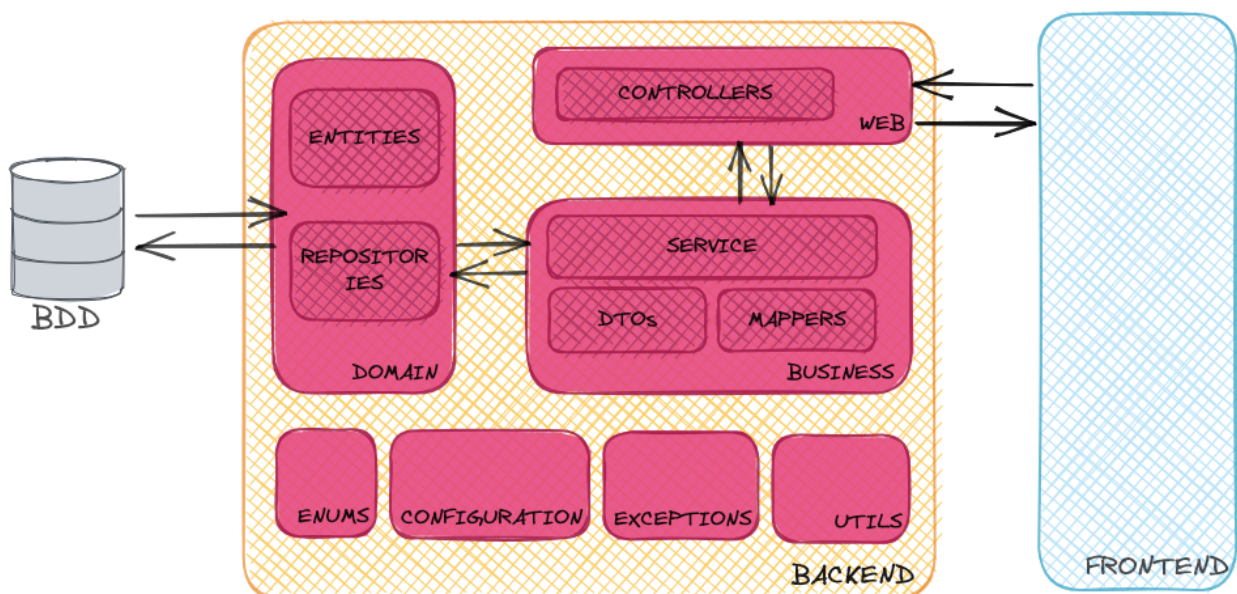 CONTROLLERS
WEB
ENTITIES
REPOSITOR
IES
DOMAIN
SERVICE
DTOs
MAPPERS
BUSINESS
BDD
ENUMS
CONFIGURATION
EXCEPTIONS
UTILS
BACKEND
FRONTEND